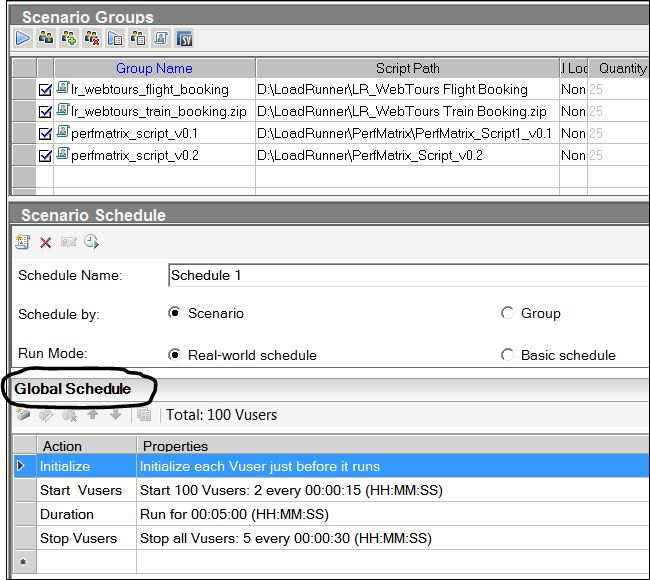 Scenario Groups
Group Name Script Path Quantity
lr_webtours_flight_booking D:\LoadRunner\LR_WebTours Flight Booking Non 25
lr_webtours_train_booking.zip D:\LoadRunner\LR_WebTours Train Booking.zip Non 25
perfmatrix_script_v0.1 D:\LoadRunner\PerfMatrix\PerfMatrix_Script1_v0.1 Non 25
perfmatrix_script_v0.2 D:\LoadRunner\PerfMatrix_Script_v0.2 Non 25
Scenario Schedule
Schedule Name: Schedule 1
Schedule by: Scenario Group
Run Mode: Real-world schedule Basic schedule
Global Schedule
Total: 100 Vusers
Action Properties
Initialize Initialize each Vuser just before it runs
Start Vusers Start 100 Vusers: 2 every 00:00:15 (HH:MM:SS)
Duration Run for 00:05:00 (HH:MM:SS)
Stop Vusers Stop all Vusers: 5 every 00:00:30 (HH:MM:SS)